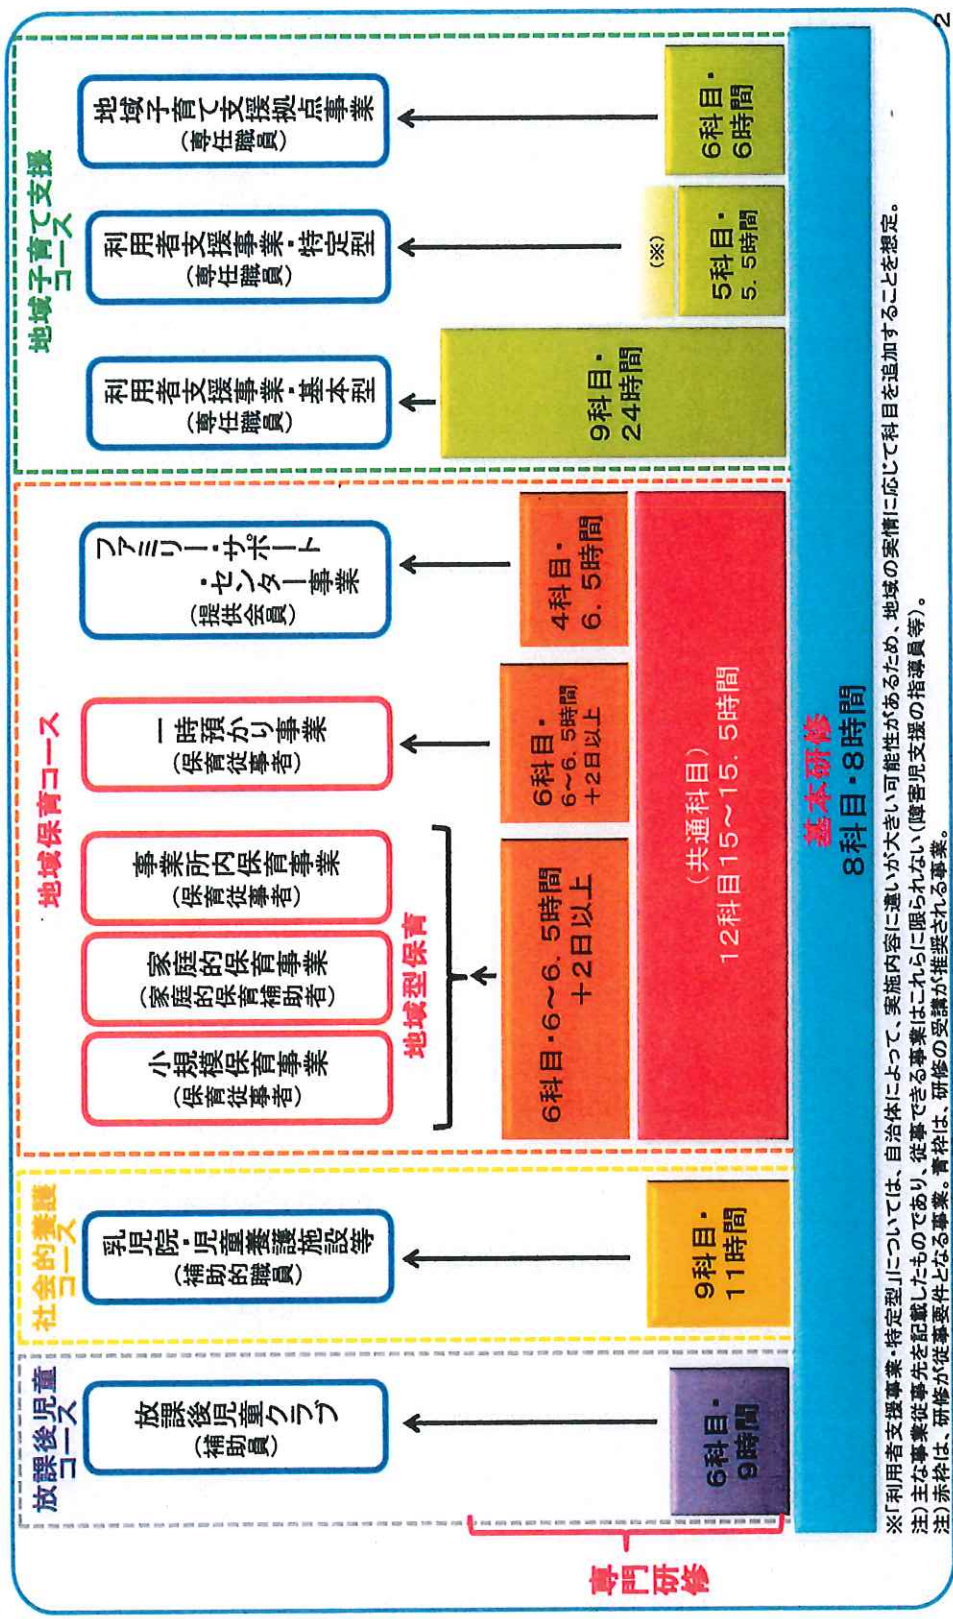 放課後児童
コース
放課後児童クラブ
(補助員)
6科目・
9時間
専門研修
社会的養護
コース
乳児院・児童養護施設等
(補助的職員)
9科目・
11時間
地域保育コース
小規模保育事業
(保育従事者)
家庭的保育事業
(家庭的保育補助者)
事業所内保育事業
(保育従事者)
地域型保育
6科目・6~6.5時間
+2日以上
一時預かり事業
(保育従事者)
6科目・
6~6.5時間
+2日以上
ファミリー・サポート
・センター事業
(提供会員)
4科目・
6.5時間
(共通科目)
12科目15~15.5時間
地域子育て支援
コース
利用者支援事業・基本型
(専任職員)
9科目・
24時間
利用者支援事業・特定型
(専任職員)
(※)
5科目・
5.5時間
地域子育て支援拠点事業
(専任職員)
6科目・
6時間
基本研修
8科目・8時間
※「利用者支援事業・特定型」については、自治体によって、実施内容に違いが大きい可能性があるため、地域の実情に応じて科目を追加することを想定。
注)主な事業従事先を記載したものであり、従事できる事業はこれらに限られない(障害児支援の指導員等)。
注)赤枠は、研修が従事要件となる事業。青枠は、研修の受講が推奨される事業。
2